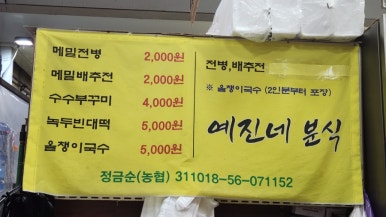 메밀전병 2,000원
메밀배추전 2,000원
수수부꾸미 4,000원
녹두빈대떡 5,000원
올챙이국수 5,000원
전병,배추전
※ 올챙이국수 (2인분부터 포장)
예진네 분식
정금순(농협) 311018-56-071152